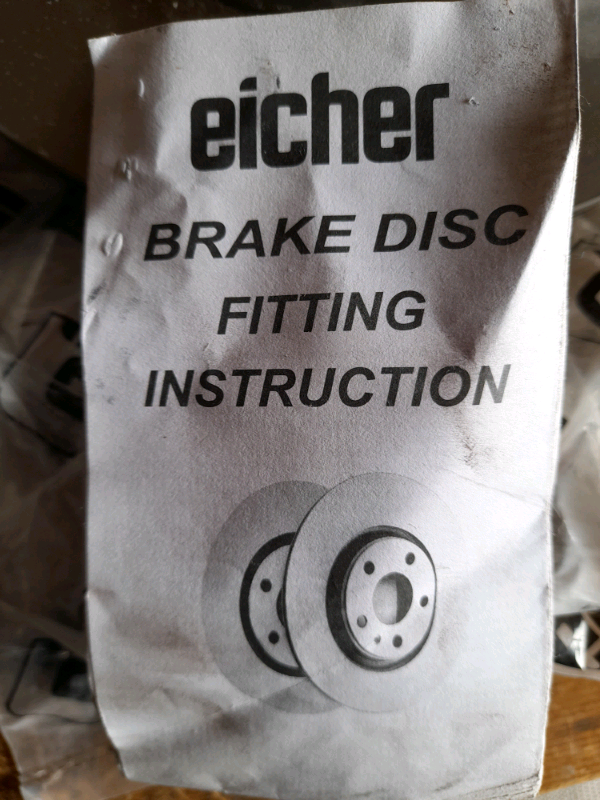 eicher
BRAKE DISC
FITTING
INSTRUCTION